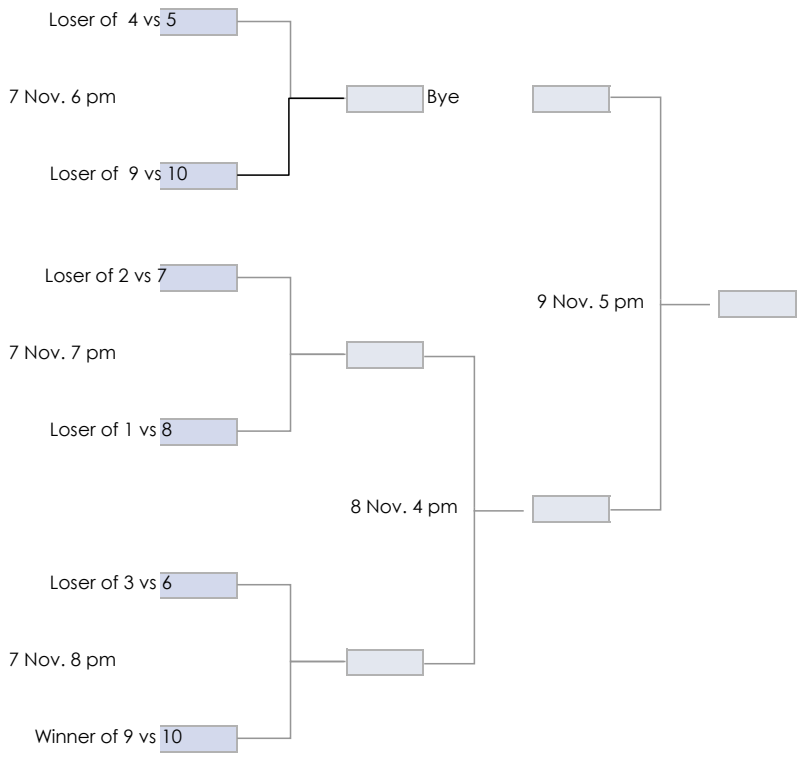 Loser of 4 vs 5
7 Nov. 6 pm
Bye
Loser of 9 vs 10
Loser of 2 vs 7
9 Nov. 5 pm
7 Nov. 7 pm
Loser of 1 vs 8
8 Nov. 4 pm
Loser of 3 vs 6
7 Nov. 8 pm
Winner of 9 vs 10